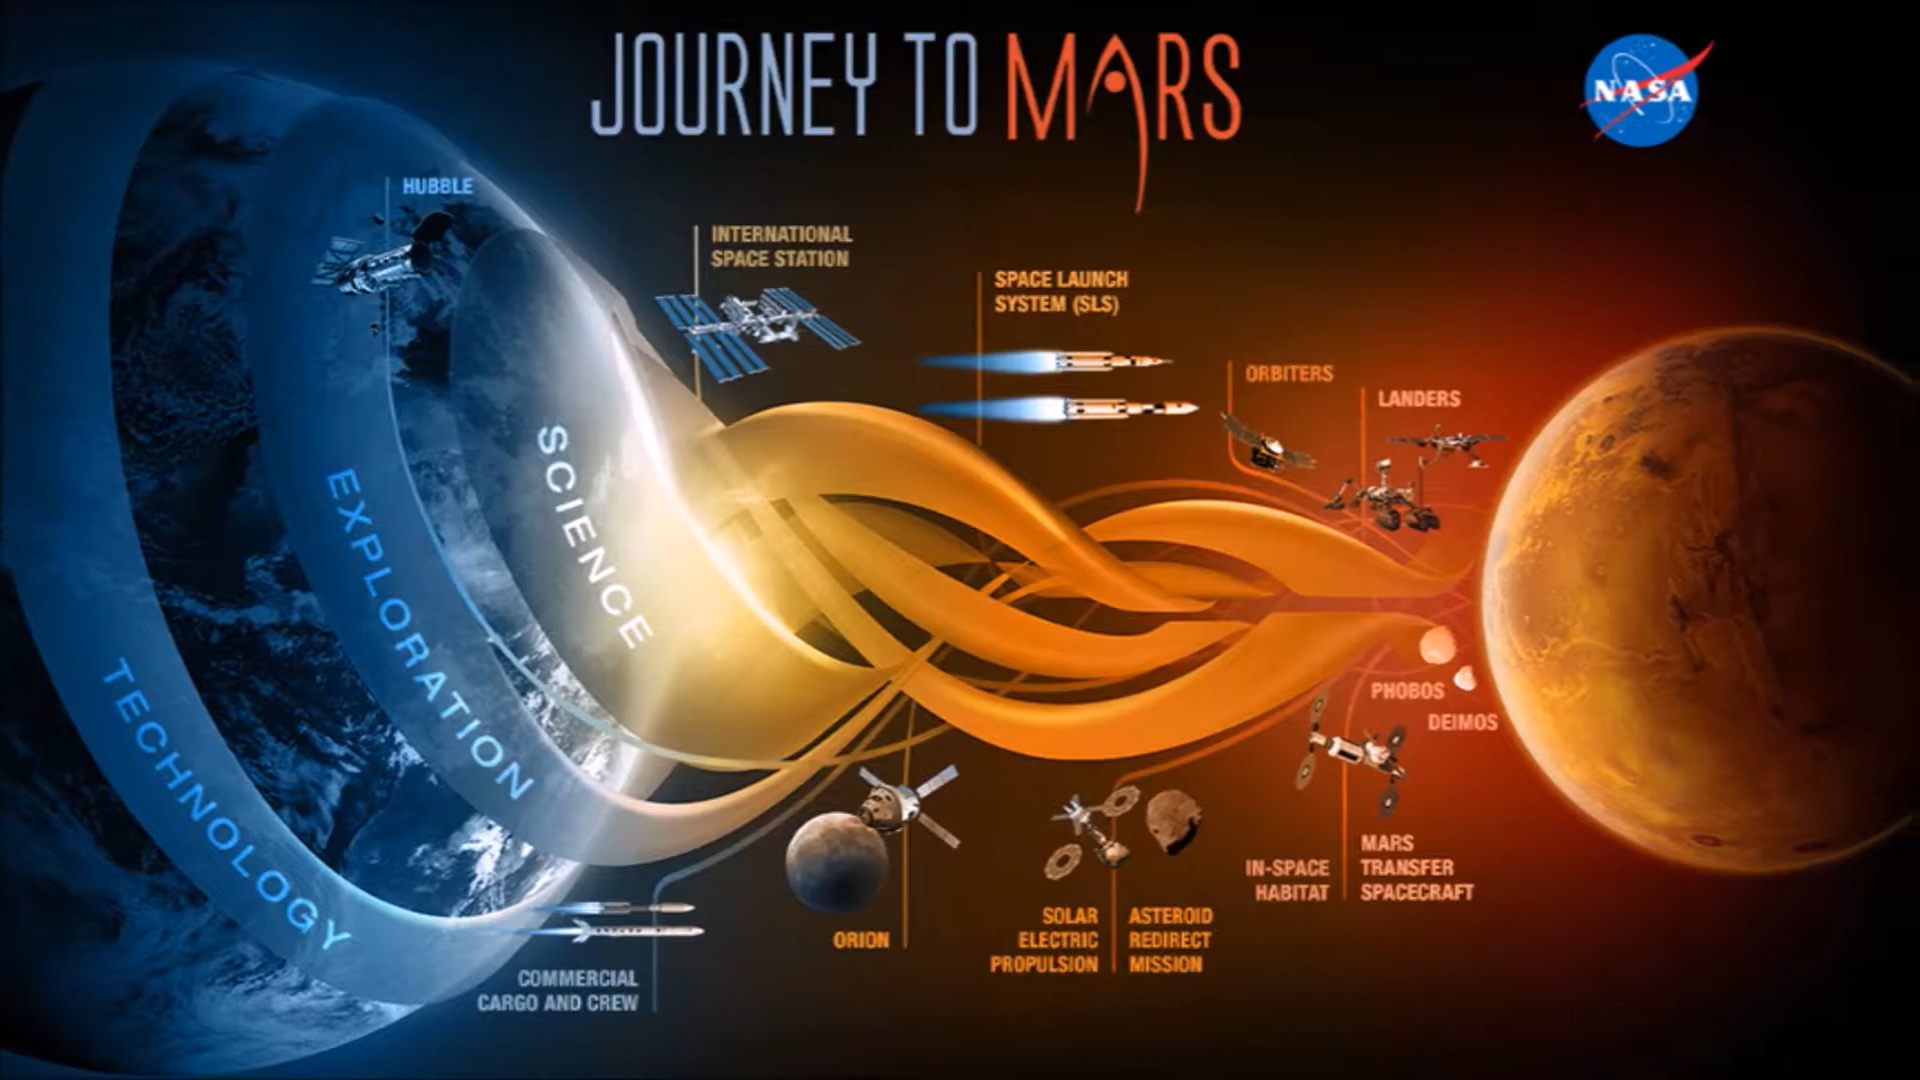 JOURNEY TO MARS
NASA
HUBBLE
INTERNATIONAL
SPACE STATION
SPACE LAUNCH
SYSTEM (SLS)
ORBITERS
LANDERS
SCIENCE
EXPLORATION
TECHNOLOGY
PHOBOS
DEIMOS
COMMERCIAL
CARGO AND CREW
ORION
SOLAR
ELECTRIC
PROPULSION
ASTEROID
REDIRECT
MISSION
IN-SPACE
HABITAT
MARS
TRANSFER
SPACECRAFT